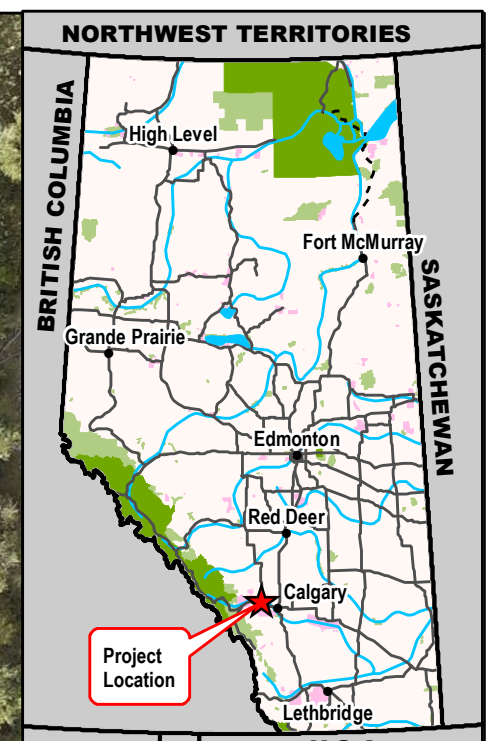 NORTHWEST TERRITORIES
BRITISH COLUMBIA
High Level
Fort McMurray
SASKATCHEWAN
Grande Prairie
Edmonton
Red Deer
Calgary
Project
Location
Lethbridge